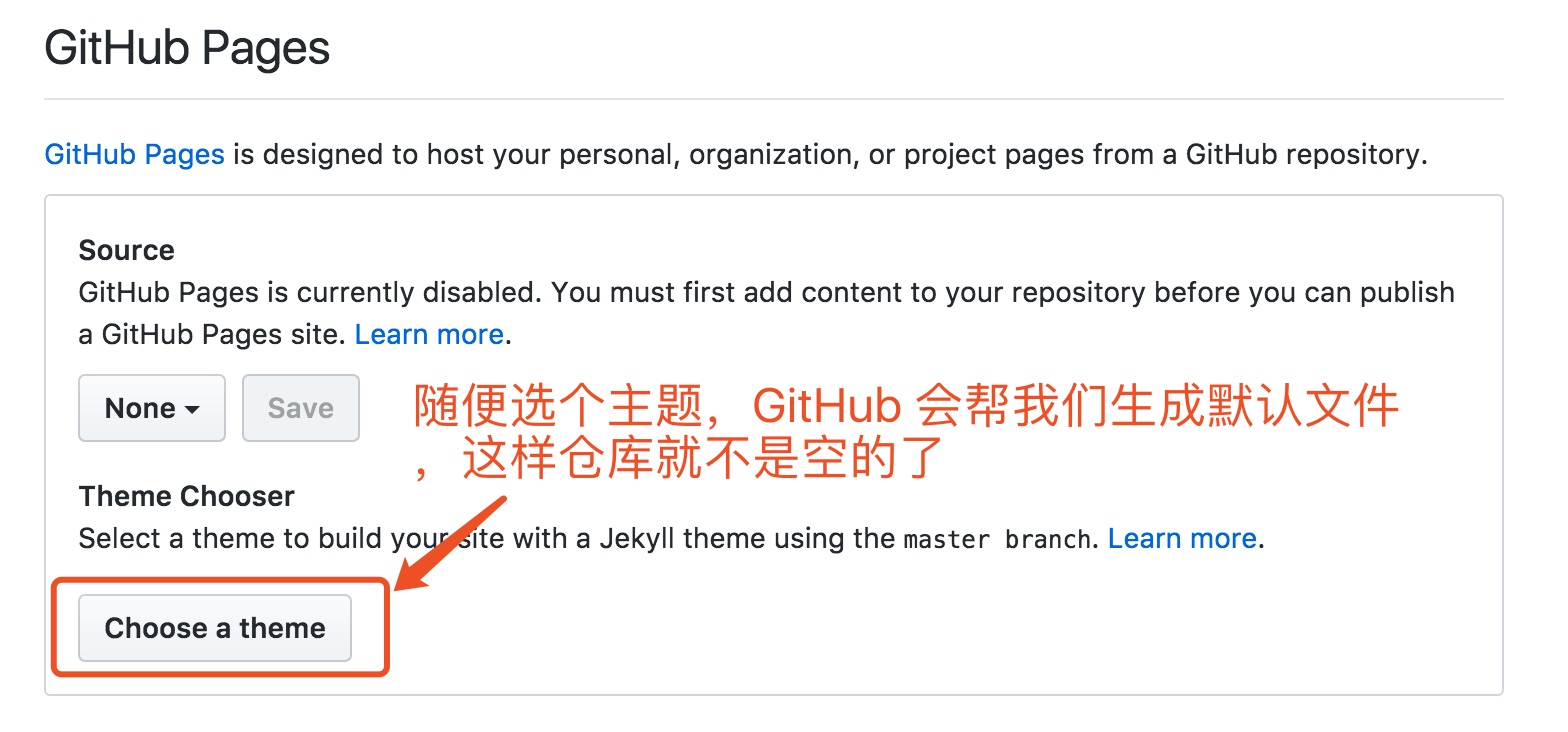 GitHub Pages
GitHub Pages is designed to host your personal, organization, or project pages from a GitHub repository.
Source
GitHub Pages is currently disabled. You must first add content to your repository before you can publish
a GitHub Pages site. Learn more.
None
Save
随便选个主题，GitHub 会帮我们生成默认文件
，这样仓库就不是空的了
Theme Chooser
Select a theme to build your site with a Jekyll theme using the master branch. Learn more.
Choose a theme